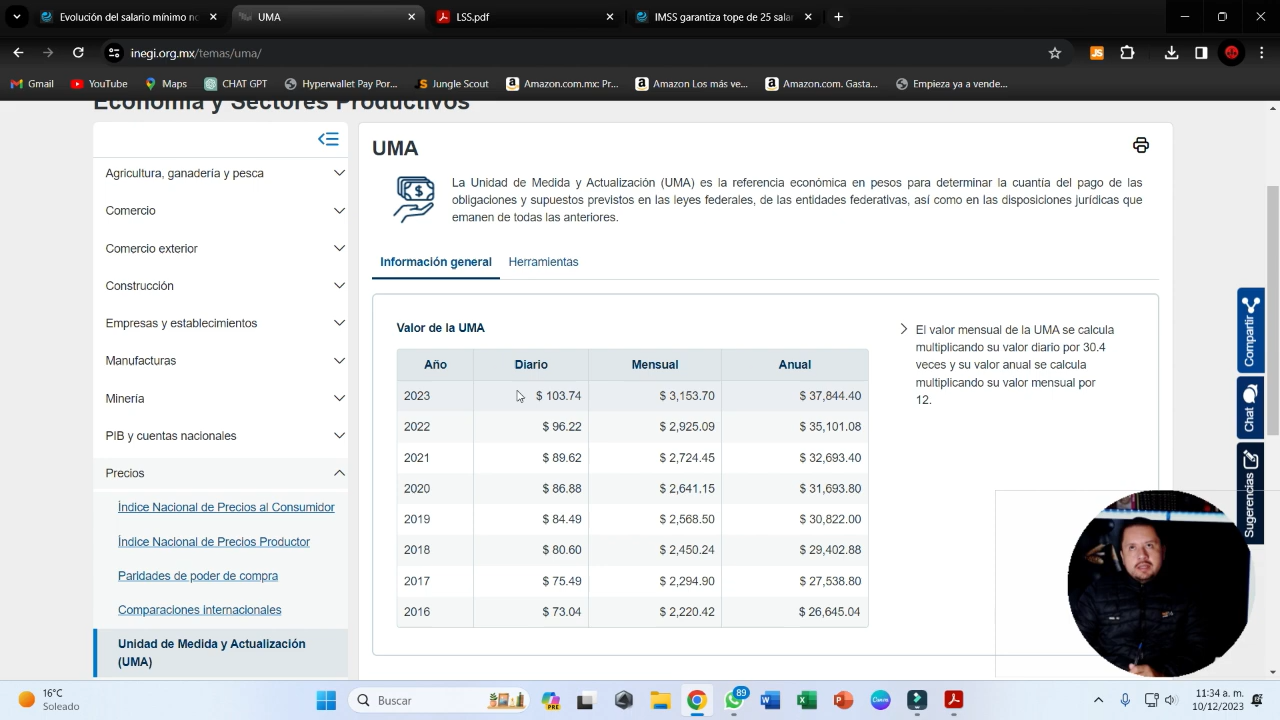 Evolución del salario mínimo n
UMA
LSS.pdf
IMSS garantiza tope de 25 salar
inegi.org.mx/temas/uma/
Gmail
YouTube
Maps
CHAT GPT
Hyperwallet Pay Por...
Jungle Scout
Amazon.com.mx: Pr...
Amazon Los más ve...
Amazon.com. Gasta...
Empieza ya a vende...
Economía y Sectores Productivos
Agricultura, ganadería y pesca
Comercio
Comercio exterior
Construcción
Empresas y establecimientos
Manufacturas
Minería
PIB y cuentas nacionales
Precios
Índice Nacional de Precios al Consumidor
Índice Nacional de Precios Productor
Paridades de poder de compra
Comparaciones internacionales
Unidad de Medida y Actualización
(UMA)
UMA
La Unidad de Medida y Actualización (UMA) es la referencia económica en pesos para determinar la cuantía del pago de las
obligaciones y supuestos previstos en las leyes federales, de las entidades federativas, así como en las disposiciones jurídicas que
emanen de todas las anteriores.
Información general
Herramientas
Valor de la UMA
Año Diario Mensual Anual
2023 $ 103.74 $ 3,153.70 $ 37,844.40
2022 $ 96.22 $ 2,925.09 $ 35,101.08
2021 $ 89.62 $ 2,724.45 $ 32,693.40
2020 $ 86.88 $ 2,641.15 $ 31,693.80
2019 $ 84.49 $ 2,568.50 $ 30,822.00
2018 $ 80.60 $ 2,450.24 $ 29,402.88
2017 $ 75.49 $ 2,294.90 $ 27,538.80
2016 $ 73.04 $ 2,220.42 $ 26,645.04
El valor mensual de la UMA se calcula
multiplicando su valor diario por 30.4
veces y su valor anual se calcula
multiplicando su valor mensual por
12.
Compartir
Chat
Sugerencias
16°C
Soleado
Buscar
89
11:34 a. m.
10/12/2023